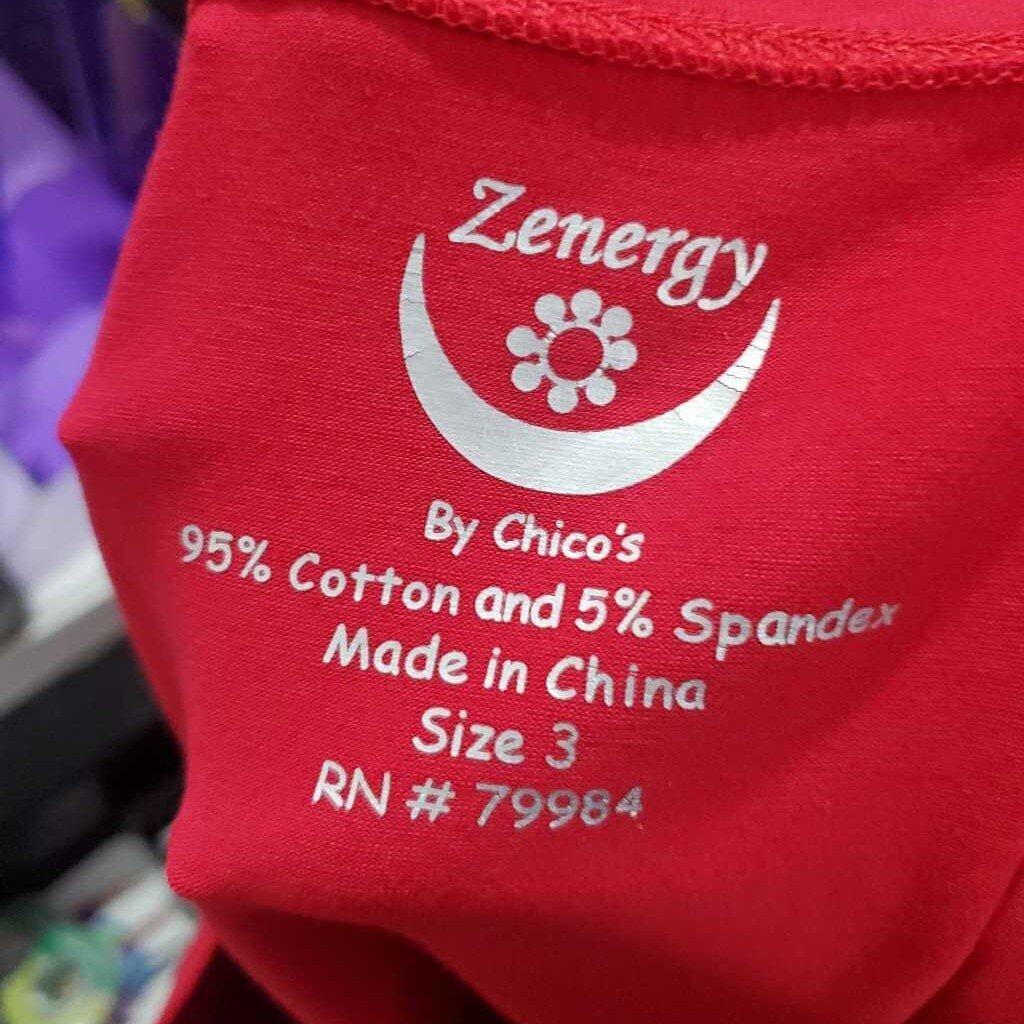 Zenergy
By Chico's
95% Cotton and 5% Spandex
Made in China
Size 3
RN # 79984